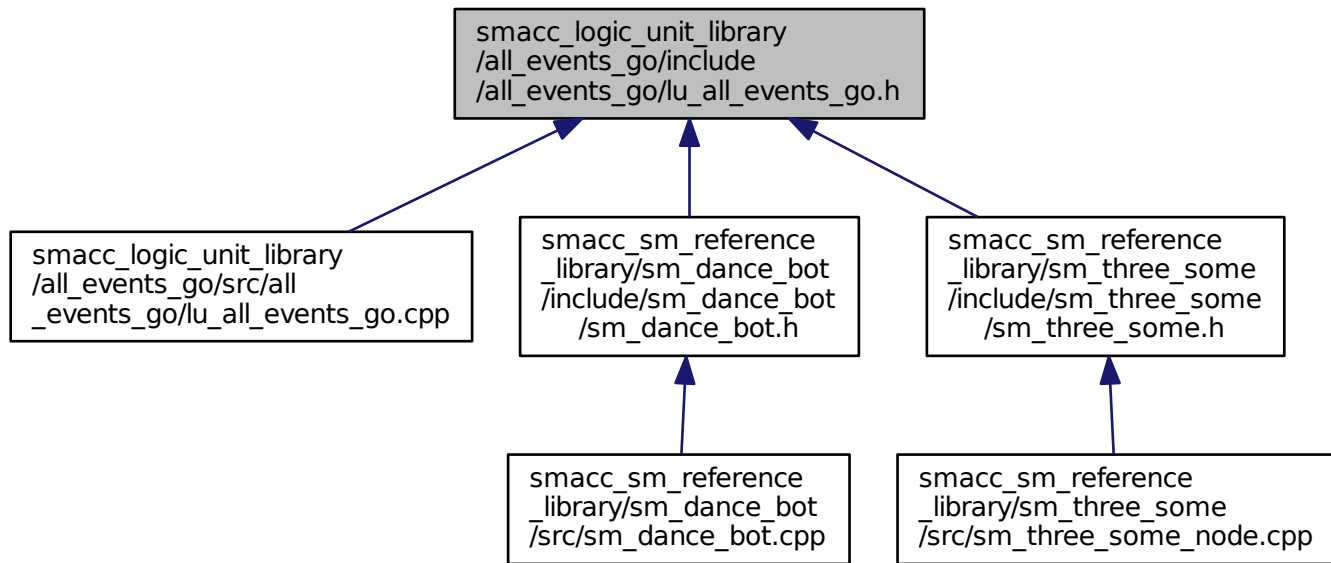 smacc_logic_unit_library
/all_events_go/include
/all_events_go/lu_all_events_go.h
smacc_logic_unit_library
/all_events_go/src/all
_events_go/lu_all_events_go.cpp
smacc_sm_reference
_library/sm_dance_bot
/include/sm_dance_bot
/sm_dance_bot.h
smacc_sm_reference
_library/sm_three_some
/include/sm_three_some
/sm_three_some.h
smacc_sm_reference
_library/sm_dance_bot
/src/sm_dance_bot.cpp
smacc_sm_reference
_library/sm_three_some
/src/sm_three_some_node.cpp